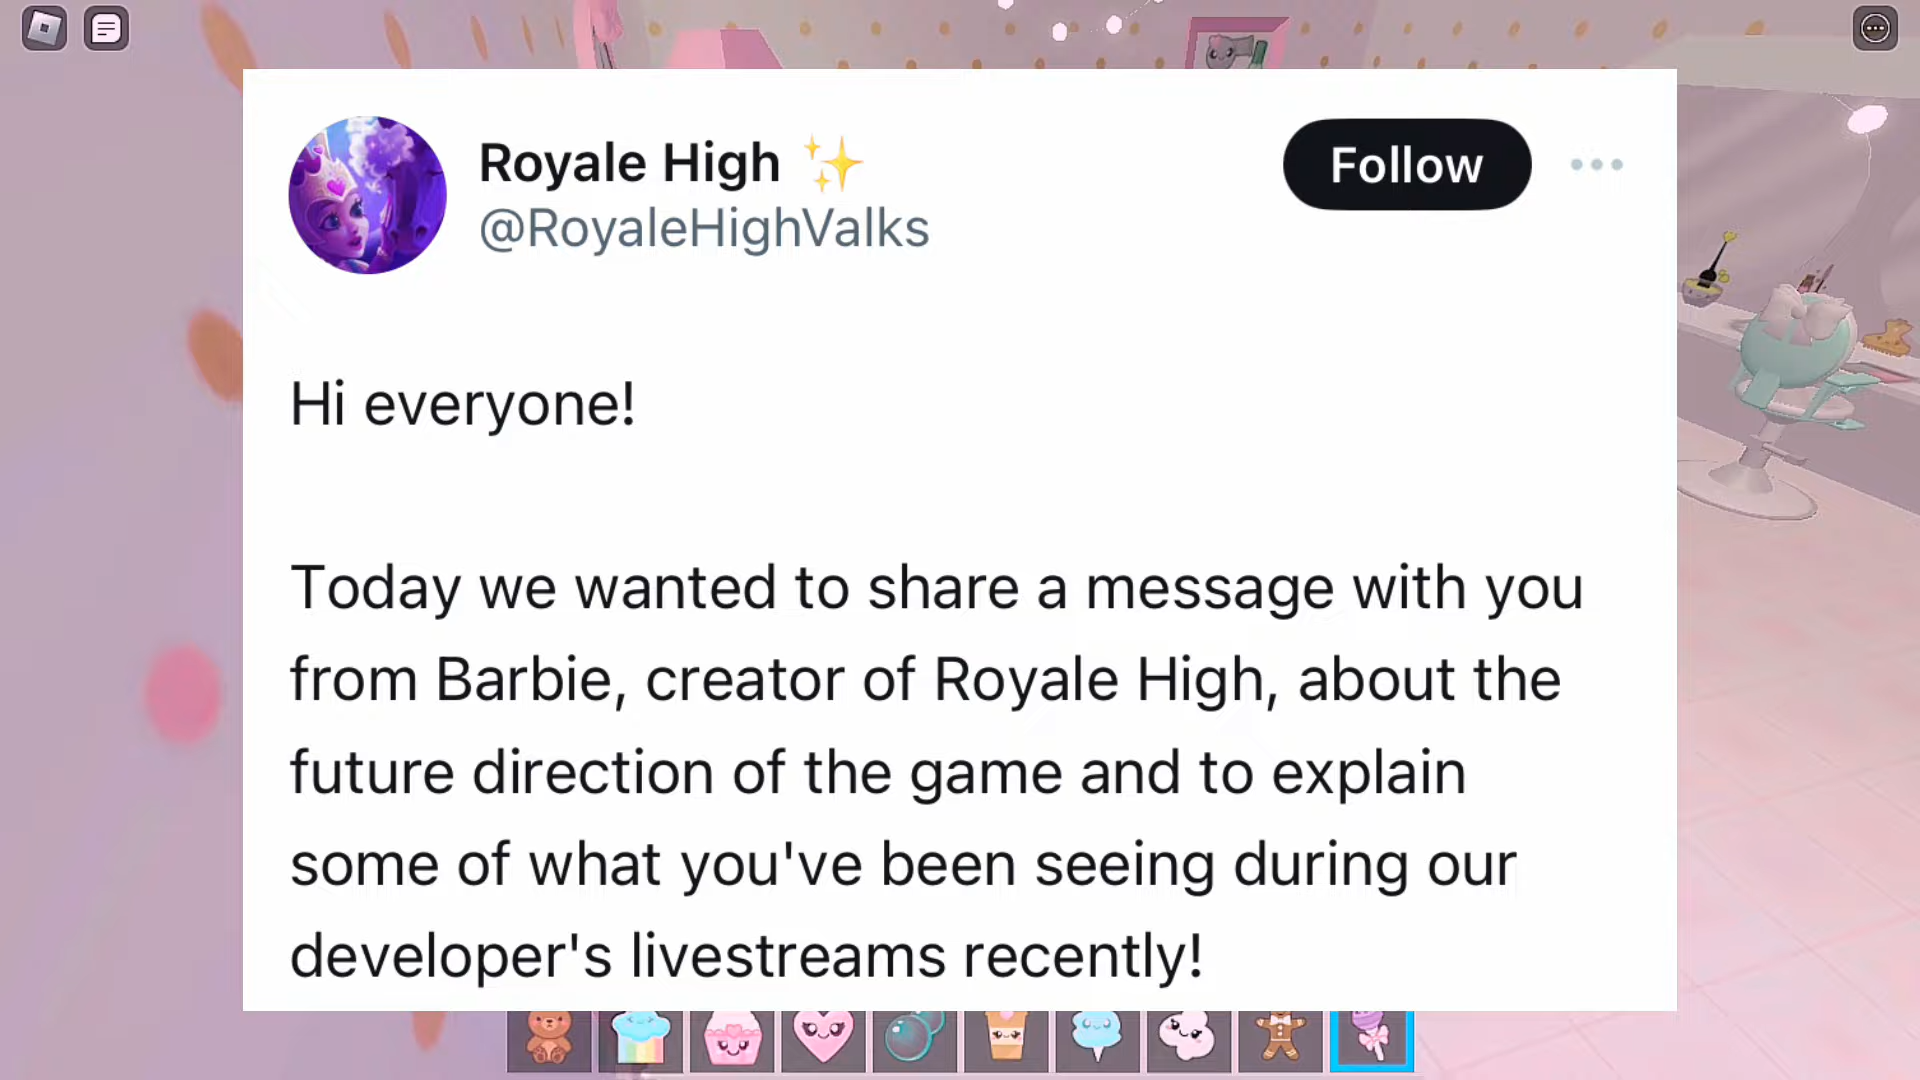 Royale High ✨
@RoyaleHighValks
Follow
Hi everyone!
Today we wanted to share a message with you
from Barbie, creator of Royale High, about the
future direction of the game and to explain
some of what you've been seeing during our
developer's livestreams recently!